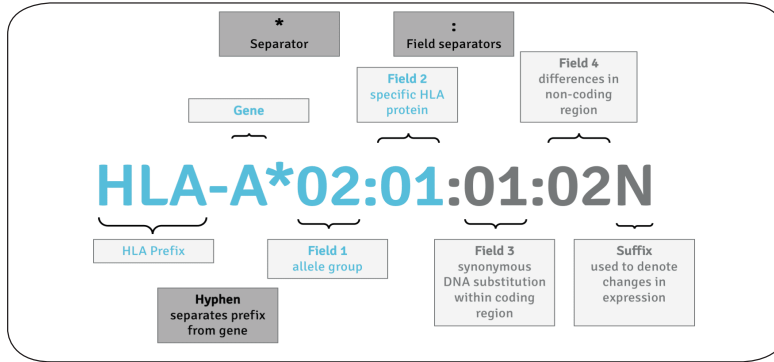 *
Separator
:
Field separators
Field 4
differences in
non-coding
region
Field 2
specific HLA
protein
Gene
HLA-A*02:01:01:02N
HLA Prefix
Field 1
allele group
Field 3
synonymous
DNA substitution
within coding
region
Suffix
used to denote
changes in
expression
Hyphen
separates prefix
from gene